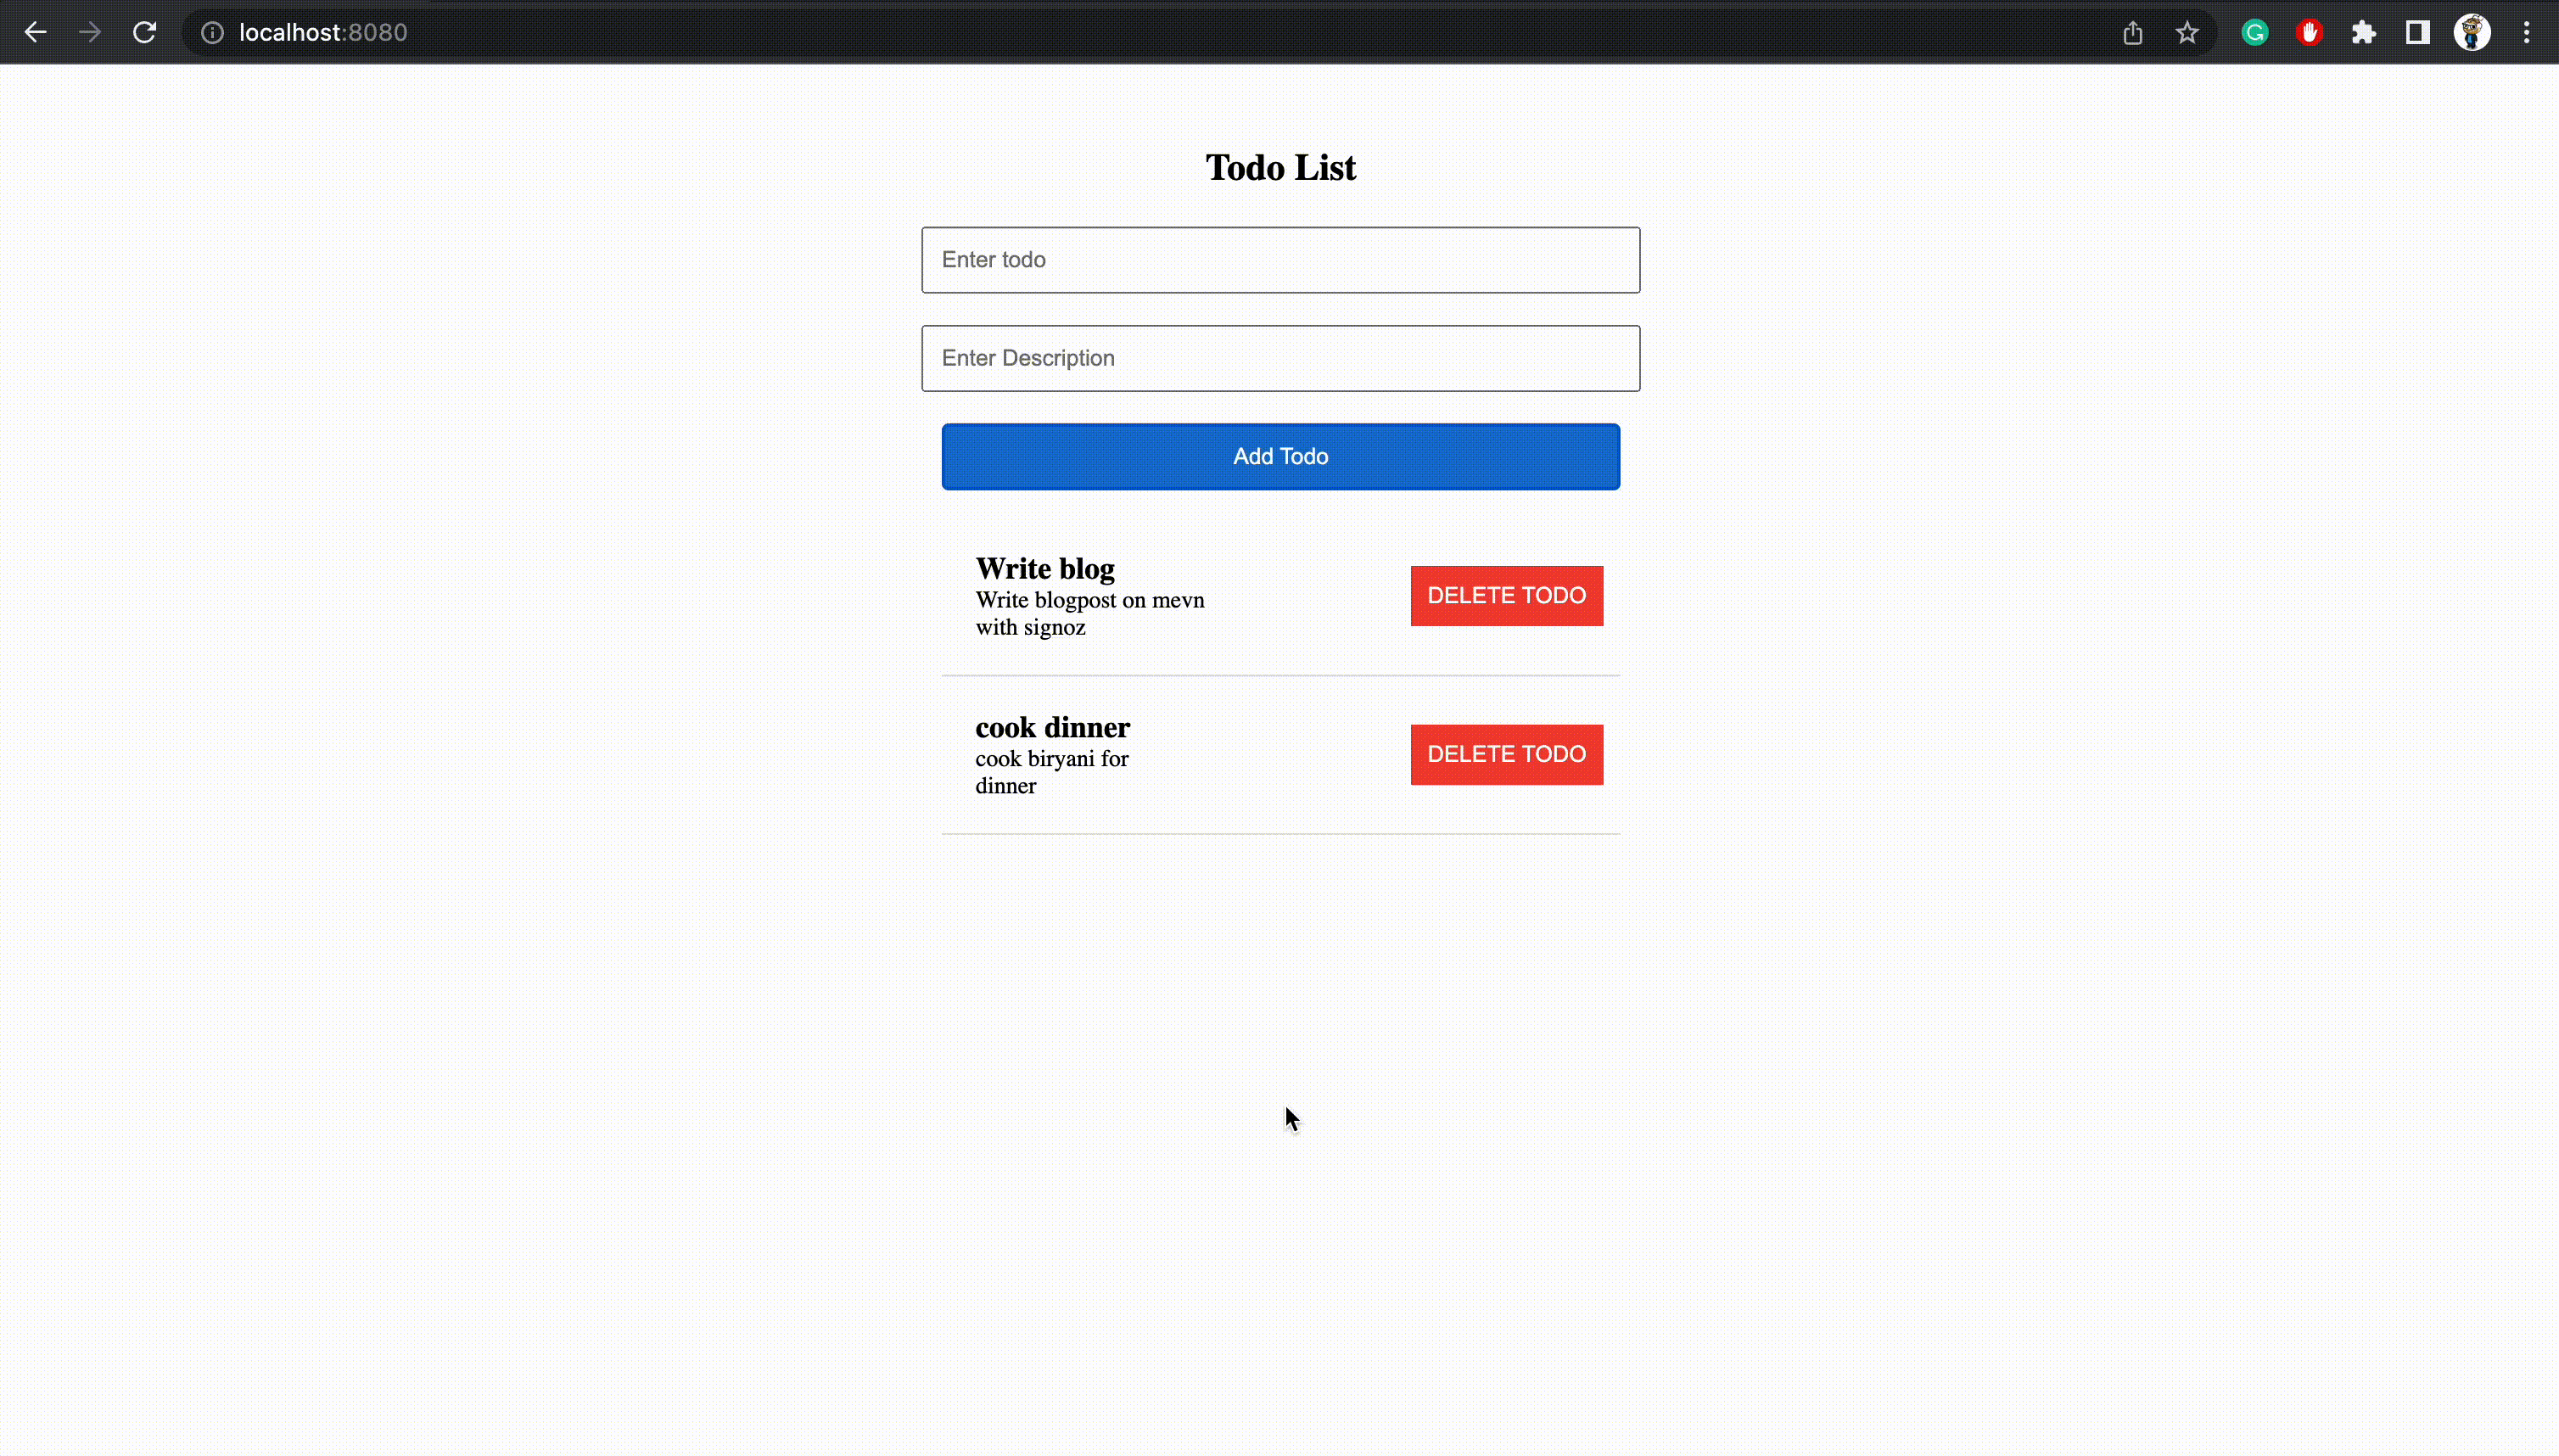 localhost:8080
Todo List
Enter todo
Enter Description
Add Todo
Write blog
Write blogpost on mevn
with signoz
DELETE TODO
cook dinner
cook biryani for
dinner
DELETE TODO